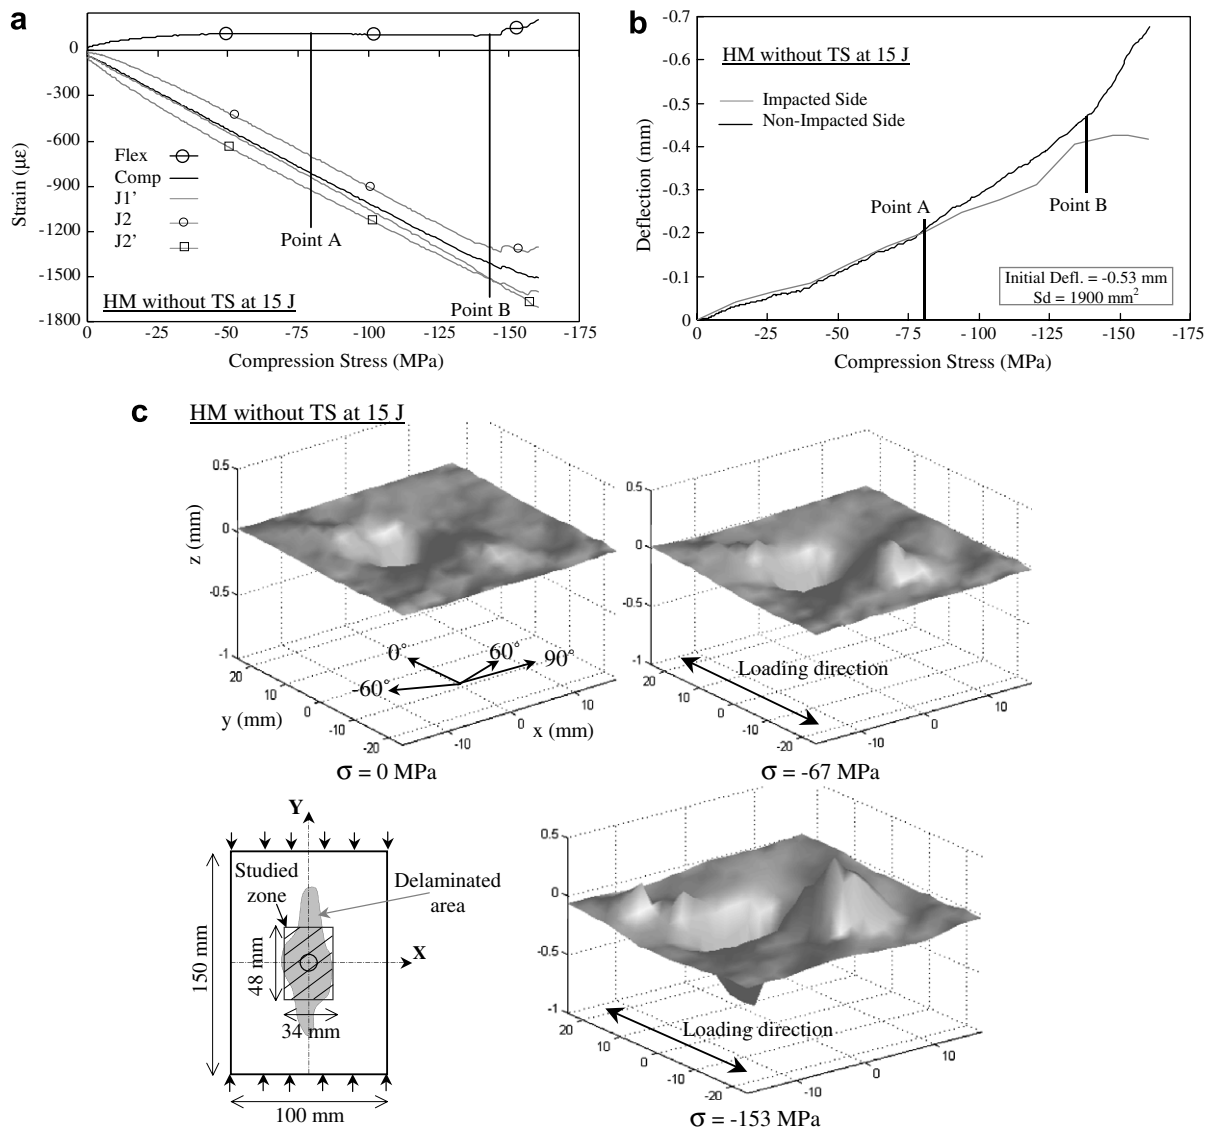 a
0
-300
-600
-900
-1200
-1500
-1800
Strain (με)
Flex
Comp
J1'
J2
J2'
Point A
Point B
HM without TS at 15 J
0
-25
-50
-75
-100
-125
-150
-175
Compression Stress (MPa)
b
-0.7
-0.6
-0.5
-0.4
-0.3
-0.2
-0.1
0
Deflection (mm)
HM without TS at 15 J
Impacted Side
Non-Impacted Side
Point A
Point B
Initial Defl. = -0.53 mm
Sd = 1900 mm²
0
-25
-50
-75
-100
-125
-150
-175
Compression Stress (MPa)
c
HM without TS at 15 J
0.5
0
-0.5
-1
z (mm)
20
10
0
-10
-20
y (mm)
-10
0
10
x (mm)
0°
60°
90°
-60°
σ = 0 MPa
0.5
0
-0.5
-1
20
10
0
-10
-20
-10
0
10
Loading direction
σ = -67 MPa
Y
X
Studied
zone
Delaminated
area
150 mm
48 mm
34 mm
100 mm
0.5
0
-0.5
-1
20
10
0
-10
-20
-10
0
10
Loading direction
σ = -153 MPa